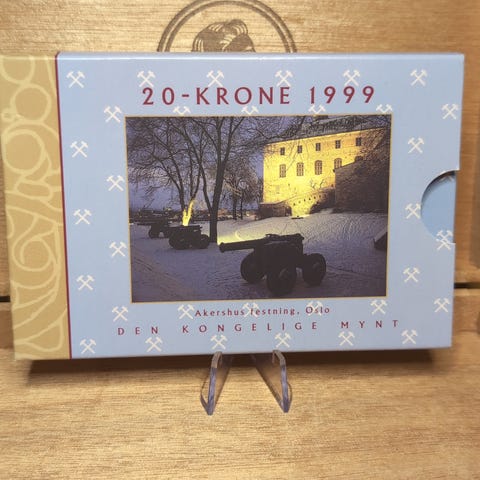 20-KRONE 1999
Akershus festning, Oslo
DEN KONGELIGE MYNT